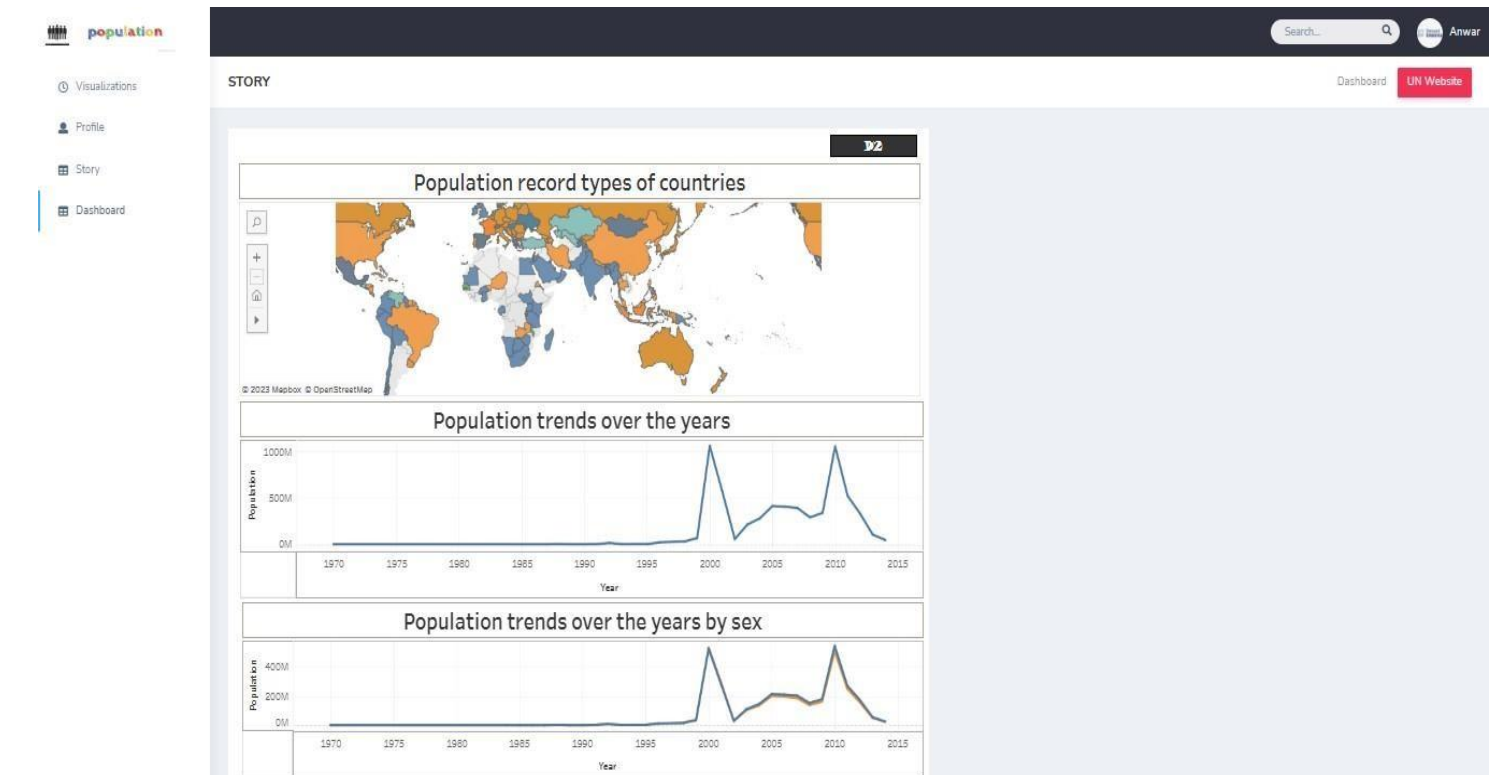 population
Search...
Anwar
Visualizations
Profile
Story
Dashboard
STORY
Dashboard
UN Website
D2
Population record types of countries
© 2023 Mapbox © OpenStreetMap
Population trends over the years
Population
1000M
500M
0M
1970 1975 1980 1985 1990 1995 2000 2005 2010 2015
Year
Population trends over the years by sex
Population
400M
200M
0M
1970 1975 1980 1985 1990 1995 2000 2005 2010 2015
Year